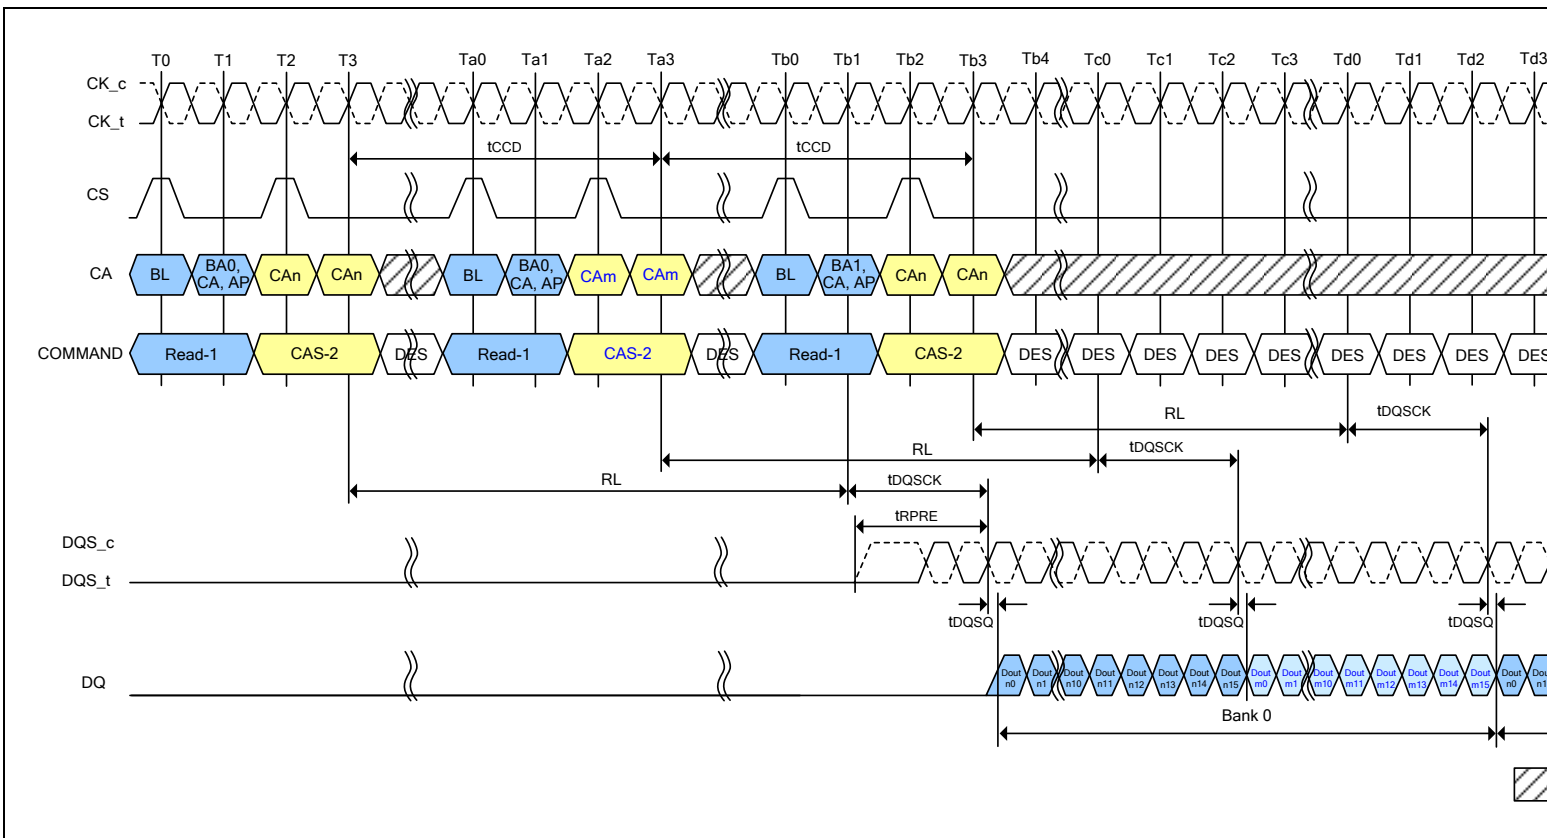 T0 T1 T2 T3 Ta0 Ta1 Ta2 Ta3 Tb0 Tb1 Tb2 Tb3 Tb4 Tc0 Tc1 Tc2 Tc3 Td0 Td1 Td2 Td3
CK_c
CK_t
tCCD tCCD
CS
CA BL BA0, CA, AP CAn CAn BL BA0, CA, AP CAm CAm BL BA1, CA, AP CAn CAn
COMMAND Read-1 CAS-2 DES Read-1 CAS-2 DES Read-1 CAS-2 DES DES DES DES DES DES DES DES DES
RL tDQSCK
RL tDQSCK
RL tDQSCK
tRPRE
DQS_c
DQS_t
tDQSQ tDQSQ tDQSQ
DQ Dout n0 Dout n1 Dout n10 Dout n11 Dout n12 Dout n13 Dout n14 Dout n15 Dout m0 Dout m1 Dout m10 Dout m11 Dout m12 Dout m13 Dout m14 Dout m15 Dout n0
Bank 0